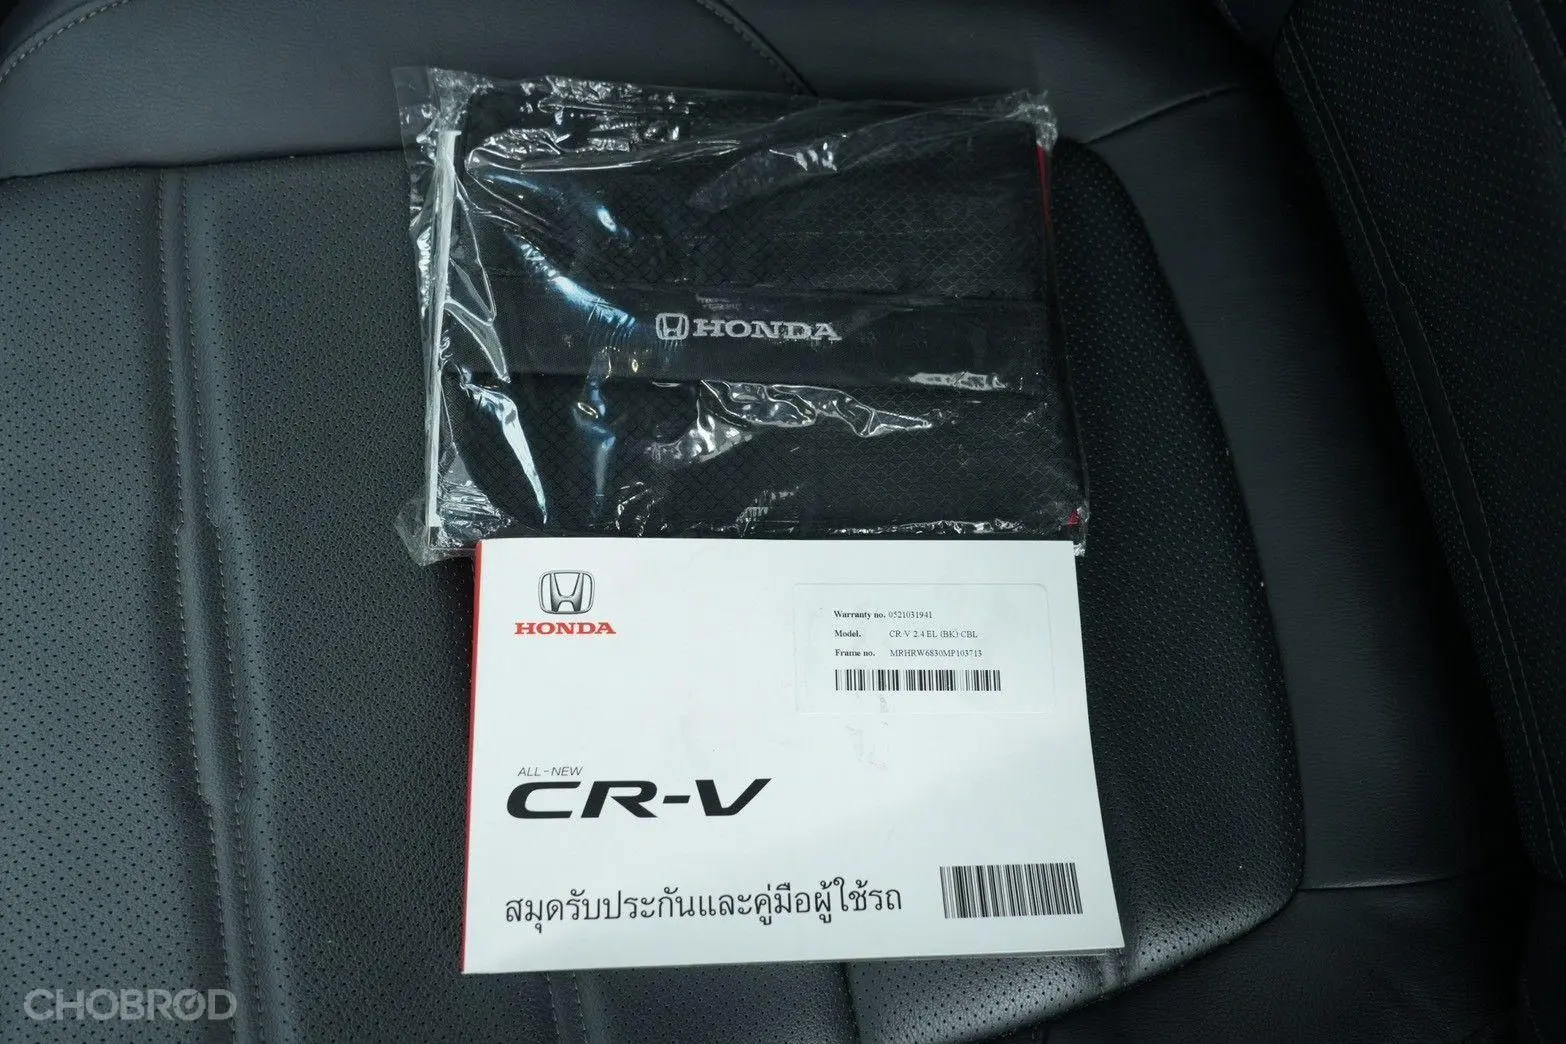 HONDA
HONDA
Warranty no. 0521031941
Model. CR-V 2.4 EL (BK) CBL
Frame no. MRHRW6830MP103713
ALL-NEW
CR-V
สมุดรับประกันและคู่มือผู้ใช้รถ
CHOBROD